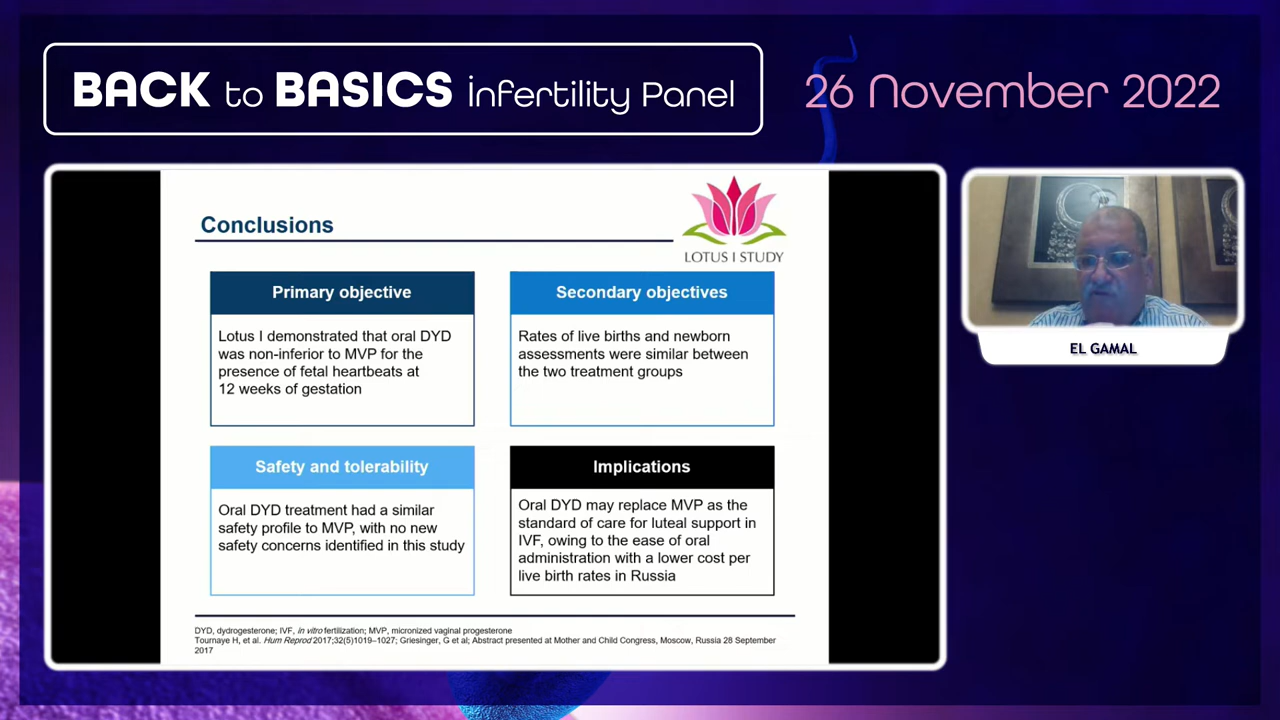 BACK to BASICS infertility Panel
26 November 2022
Conclusions
LOTUS I STUDY
Primary objective
Lotus I demonstrated that oral DYD
was non-inferior to MVP for the
presence of fetal heartbeats at
12 weeks of gestation
Secondary objectives
Rates of live births and newborn
assessments were similar between
the two treatment groups
Safety and tolerability
Oral DYD treatment had a similar
safety profile to MVP, with no new
safety concerns identified in this study
Implications
Oral DYD may replace MVP as the
standard of care for luteal support in
IVF, owing to the ease of oral
administration with a lower cost per
live birth rates in Russia
DYD, dydrogesterone; IVF, in vitro fertilization; MVP, micronized vaginal progesterone
Tournaye H, et al. Hum Reprod 2017;32(5)1019–1027; Griesinger, G et al; Abstract presented at Mother and Child Congress, Moscow, Russia 28 September
2017
EL GAMAL